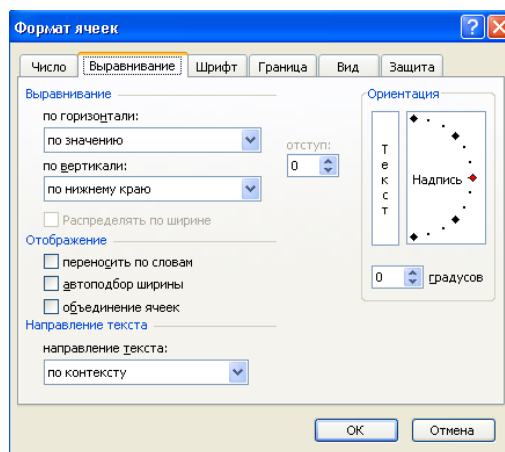 Формат ячеек
Число Выравнивание Шрифт Граница Вид Защита
Выравнивание
по горизонтали:
по значению
отступ:
0
по вертикали:
по нижнему краю
Распределять по ширине
Отображение
переносить по словам
автоподбор ширины
объединение ячеек
Направление текста
направление текста:
по контексту
Ориентация
Текст
Надпись
0 градусов
ОК Отмена